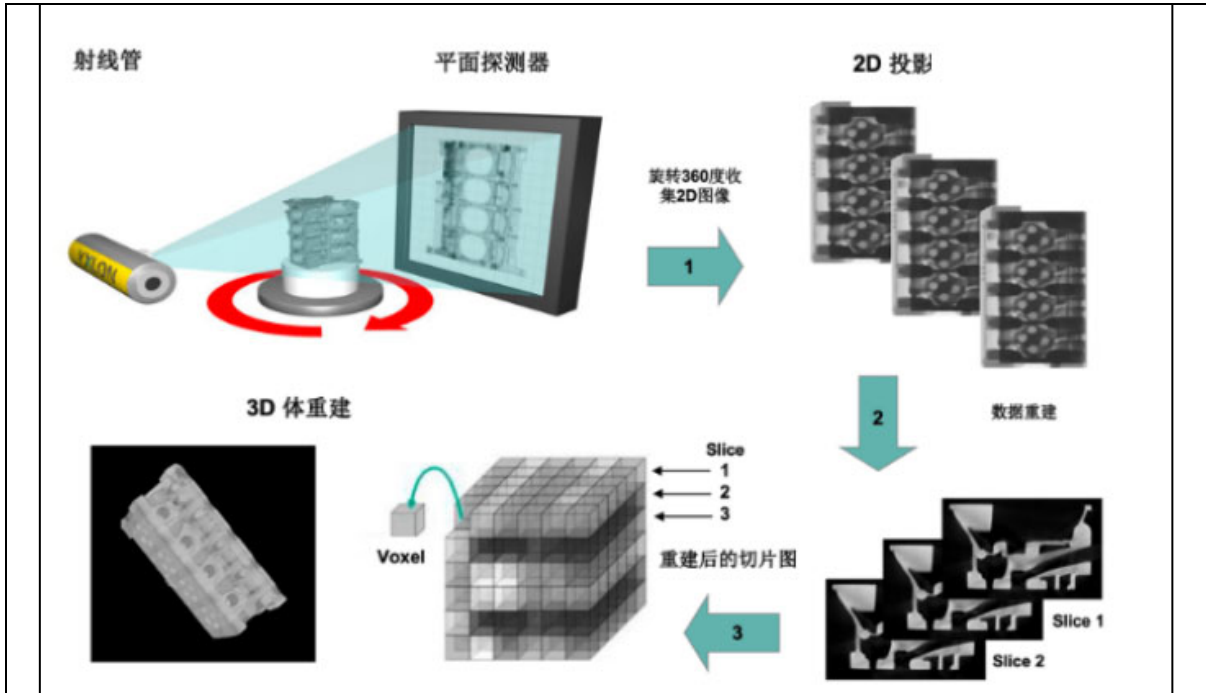 射线管
平面探测器
2D 投影
YXLON
旋转360度收
集2D图像
1
2
数据重建
3D 体重建
Slice
1
2
3
Voxel
重建后的切片图
3
Slice 1
Slice 2